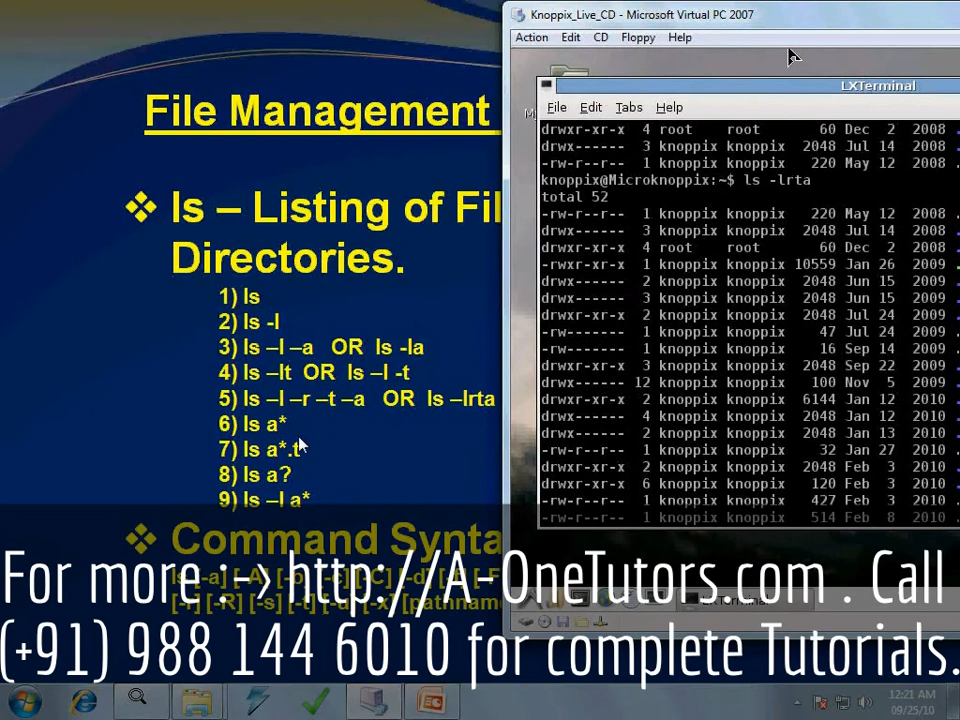 File Management
❖ ls – Listing of Fil
Directories.
1) ls
2) ls -l
3) ls –l –a OR ls -la
4) ls –lt OR ls –l -t
5) ls –l –r –t –a OR ls –lrta
6) ls a*
7) ls a*.t
8) ls a?
9) ls –l a*
❖ Command Synta
Knoppix_Live_CD - Microsoft Virtual PC 2007
Action Edit CD Floppy Help
LXTerminal
File Edit Tabs Help
drwxr-xr-x 4 root root 60 Dec 2 2008
drwx------ 3 knoppix knoppix 2048 Jul 14 2008
-rw-r--r-- 1 knoppix knoppix 220 May 12 2008
knoppix@Microknoppix:~$ ls -lrta
total 52
-rw-r--r-- 1 knoppix knoppix 220 May 12 2008
drwx------ 3 knoppix knoppix 2048 Jul 14 2008
drwxr-xr-x 4 root root 60 Dec 2 2008
-rwxr-xr-x 1 knoppix knoppix 10559 Jan 26 2009
drwx------ 2 knoppix knoppix 2048 Jun 15 2009
drwx------ 3 knoppix knoppix 2048 Jun 15 2009
drwxr-xr-x 2 knoppix knoppix 2048 Jul 24 2009
-rw------- 1 knoppix knoppix 47 Jul 24 2009
-rw-r--r-- 1 knoppix knoppix 16 Sep 14 2009
drwxr-xr-x 3 knoppix knoppix 2048 Sep 22 2009
drwx------ 12 knoppix knoppix 100 Nov 5 2009
drwxr-xr-x 2 knoppix knoppix 6144 Jan 12 2010
drwx------ 4 knoppix knoppix 2048 Jan 12 2010
drwx------ 2 knoppix knoppix 2048 Jan 13 2010
-rw-r--r-- 1 knoppix knoppix 32 Jan 27 2010
drwxr-xr-x 2 knoppix knoppix 2048 Feb 3 2010
drwxr-xr-x 6 knoppix knoppix 120 Feb 3 2010
-rw-r--r-- 1 knoppix knoppix 427 Feb 3 2010
-rw-r--r-- 1 knoppix knoppix 514 Feb 8 2010
For more :-> http://A-OneTutors.com . Call
(+91) 988 144 6010 for complete Tutorials.
LXTerminal
12:21 AM
09/25/10